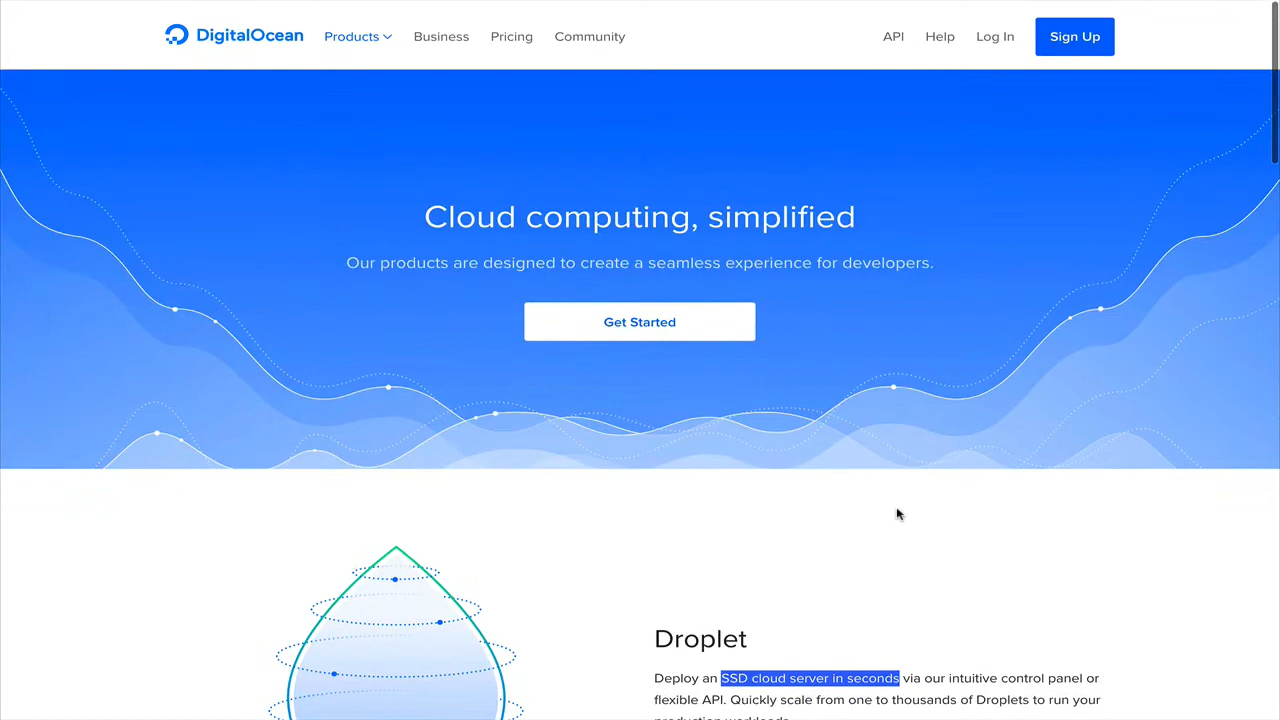 DigitalOcean Products Business Pricing Community API Help Log In Sign Up
Cloud computing, simplified
Our products are designed to create a seamless experience for developers.
Get Started
Droplet
Deploy an SSD cloud server in seconds via our intuitive control panel or
flexible API. Quickly scale from one to thousands of Droplets to run your
production workloads.